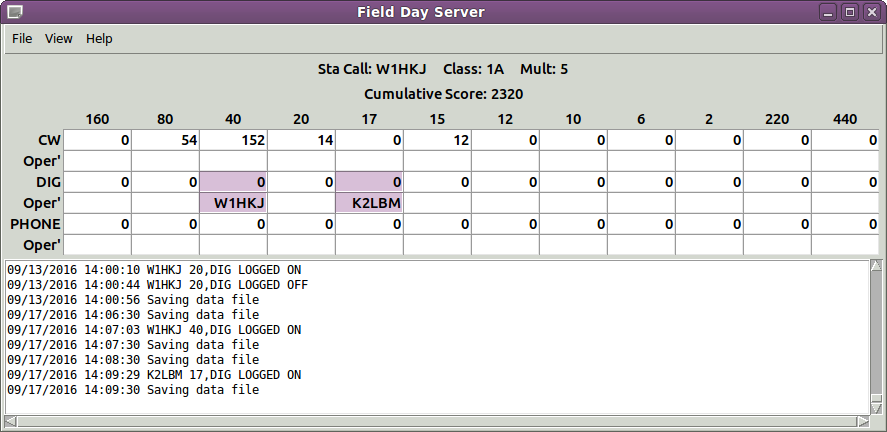 Field Day Server
File View Help
Sta Call: W1HKJ Class: 1A Mult: 5
Cumulative Score: 2320
160 80 40 20 17 15 12 10 6 2 220 440
CW 0 54 152 14 0 12 0 0 0 0 0 0
Oper'
DIG 0 0 0 0 0 0 0 0 0 0 0 0
Oper' W1HKJ K2LBM
PHONE 0 0 0 0 0 0 0 0 0 0 0 0
Oper'
09/13/2016 14:00:10 W1HKJ 20,DIG LOGGED ON
09/13/2016 14:00:44 W1HKJ 20,DIG LOGGED OFF
09/13/2016 14:00:56 Saving data file
09/17/2016 14:06:30 Saving data file
09/17/2016 14:07:03 W1HKJ 40,DIG LOGGED ON
09/17/2016 14:07:30 Saving data file
09/17/2016 14:08:30 Saving data file
09/17/2016 14:09:29 K2LBM 17,DIG LOGGED ON
09/17/2016 14:09:30 Saving data file